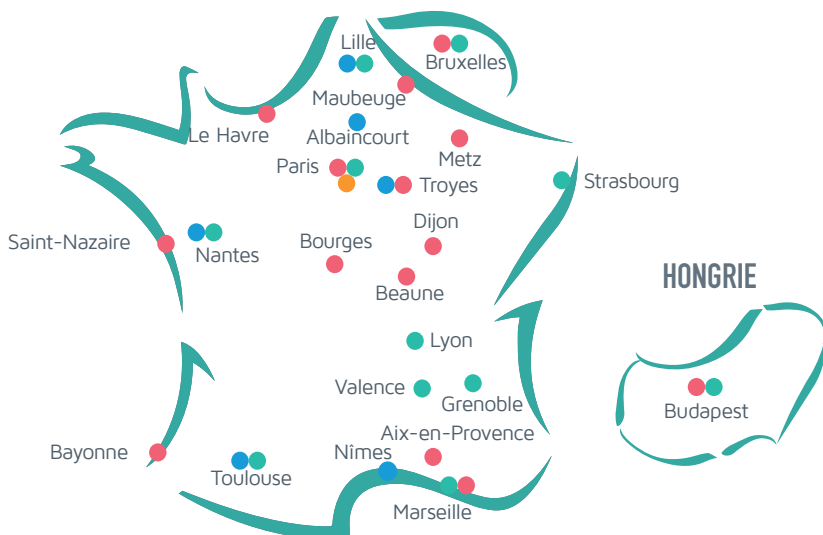 Lille
Bruxelles
Maubeuge
Le Havre
Albaincourt
Metz
Paris
Troyes
Strasbourg
Dijon
Saint-Nazaire
Nantes
Bourges
Beaune
HONGRIE
Lyon
Valence
Grenoble
Budapest
Aix-en-Provence
Bayonne
Nîmes
Toulouse
Marseille